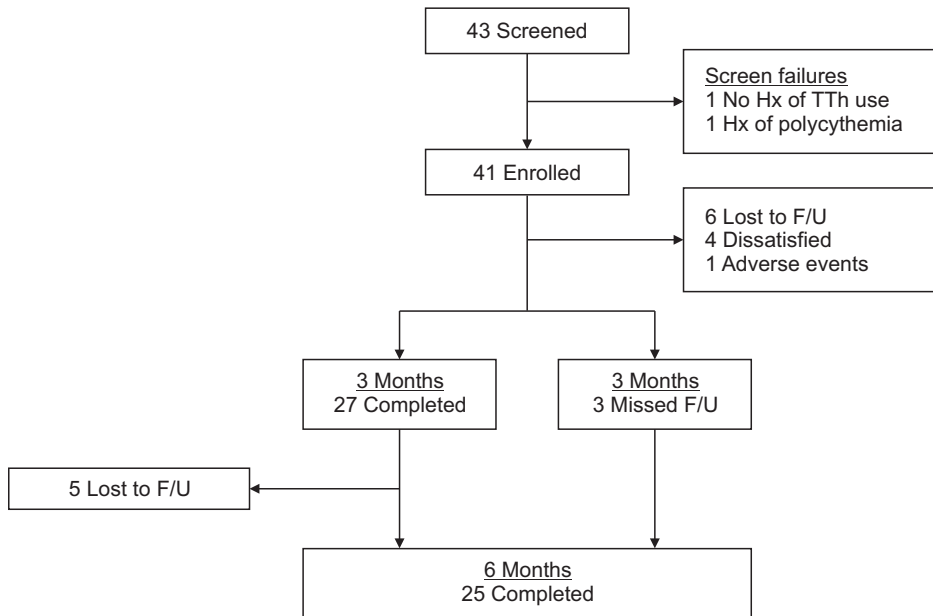 43 Screened
Screen failures
1 No Hx of TTh use
1 Hx of polycythemia
41 Enrolled
6 Lost to F/U
4 Dissatisfied
1 Adverse events
3 Months
27 Completed
3 Months
3 Missed F/U
5 Lost to F/U
6 Months
25 Completed